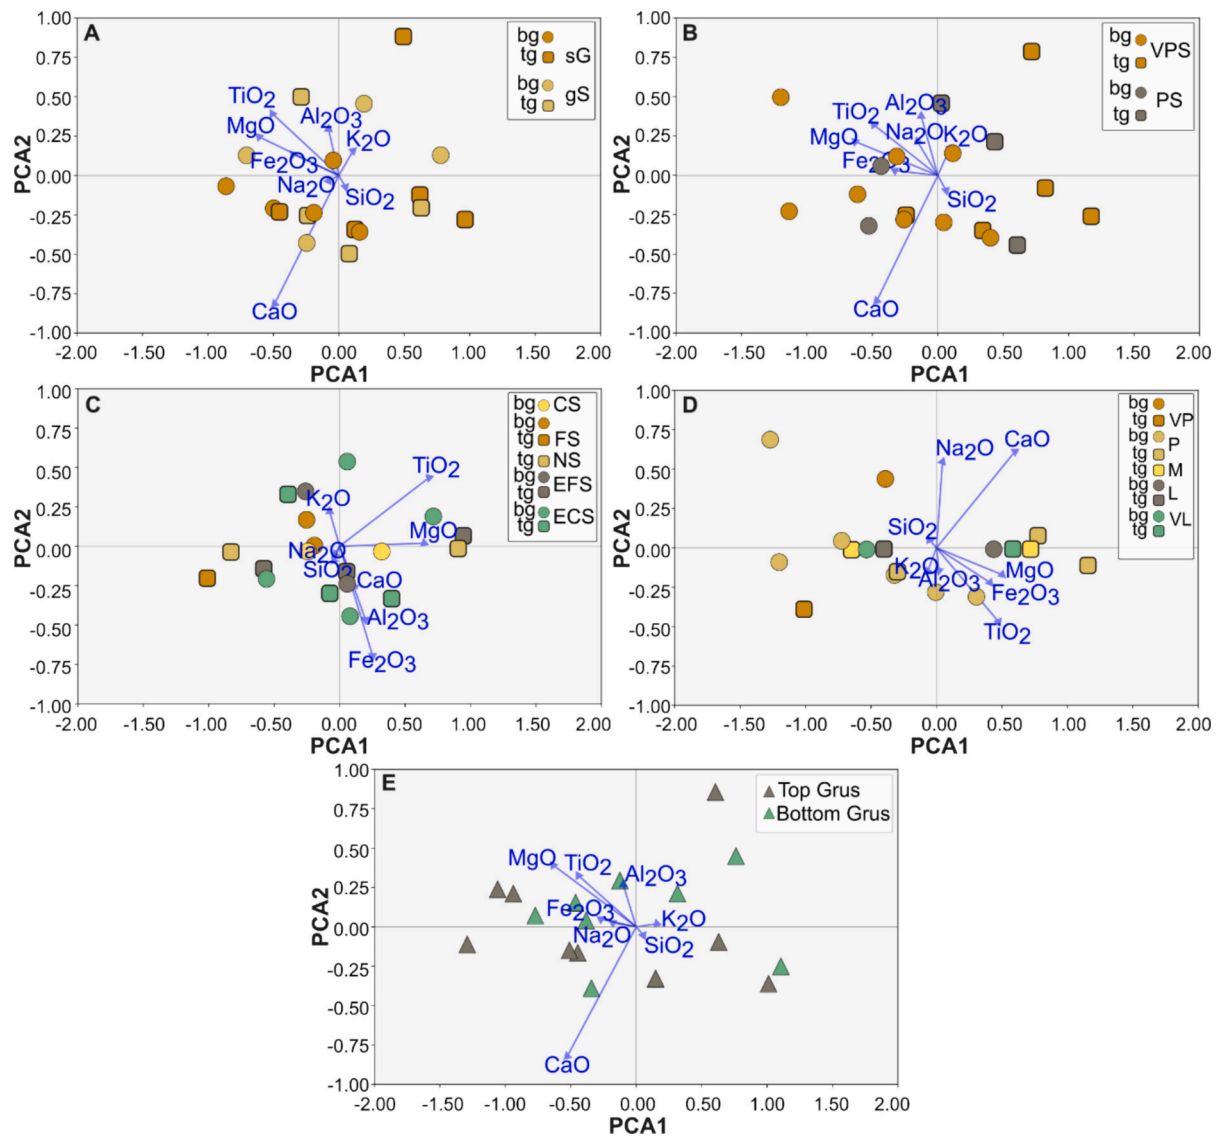 A
bg
tg sG
bg
tg gS
1.00
0.75
0.50
0.25
0.00
-0.25
-0.50
-0.75
-1.00
PCA2
TiO2
Al2O3
MgO
K2O
Fe2O3
Na2O
SiO2
CaO
-2.00 -1.50 -1.00 -0.50 0.00 0.50 1.00 1.50 2.00
PCA1
B
bg
tg VPS
bg
tg PS
1.00
0.75
0.50
0.25
0.00
-0.25
-0.50
-0.75
-1.00
PCA2
Al2O3
TiO2
MgO
Na2O
K2O
Fe2O3
SiO2
CaO
-2.00 -1.50 -1.00 -0.50 0.00 0.50 1.00 1.50 2.00
PCA1
C
bg CS
bg
tg FS
tg NS
bg
tg EFS
bg
tg ECS
1.00
0.75
0.50
0.25
0.00
-0.25
-0.50
-0.75
-1.00
PCA2
TiO2
K2O
MgO
Na2O
SiO2
CaO
Al2O3
Fe2O3
-2.00 -1.50 -1.00 -0.50 0.00 0.50 1.00 1.50 2.00
PCA1
D
bg
tg VP
bg
tg P
tg M
bg
tg L
bg
tg VL
1.00
0.75
0.50
0.25
0.00
-0.25
-0.50
-0.75
-1.00
PCA2
Na2O
CaO
SiO2
K2O
Al2O3
MgO
Fe2O3
TiO2
-2.00 -1.50 -1.00 -0.50 0.00 0.50 1.00 1.50 2.00
PCA1
E
Top Grus
Bottom Grus
1.00
0.75
0.50
0.25
0.00
-0.25
-0.50
-0.75
-1.00
PCA2
MgO
TiO2
Al2O3
Fe2O3
K2O
Na2O
SiO2
CaO
-2.00 -1.50 -1.00 -0.50 0.00 0.50 1.00 1.50 2.00
PCA1